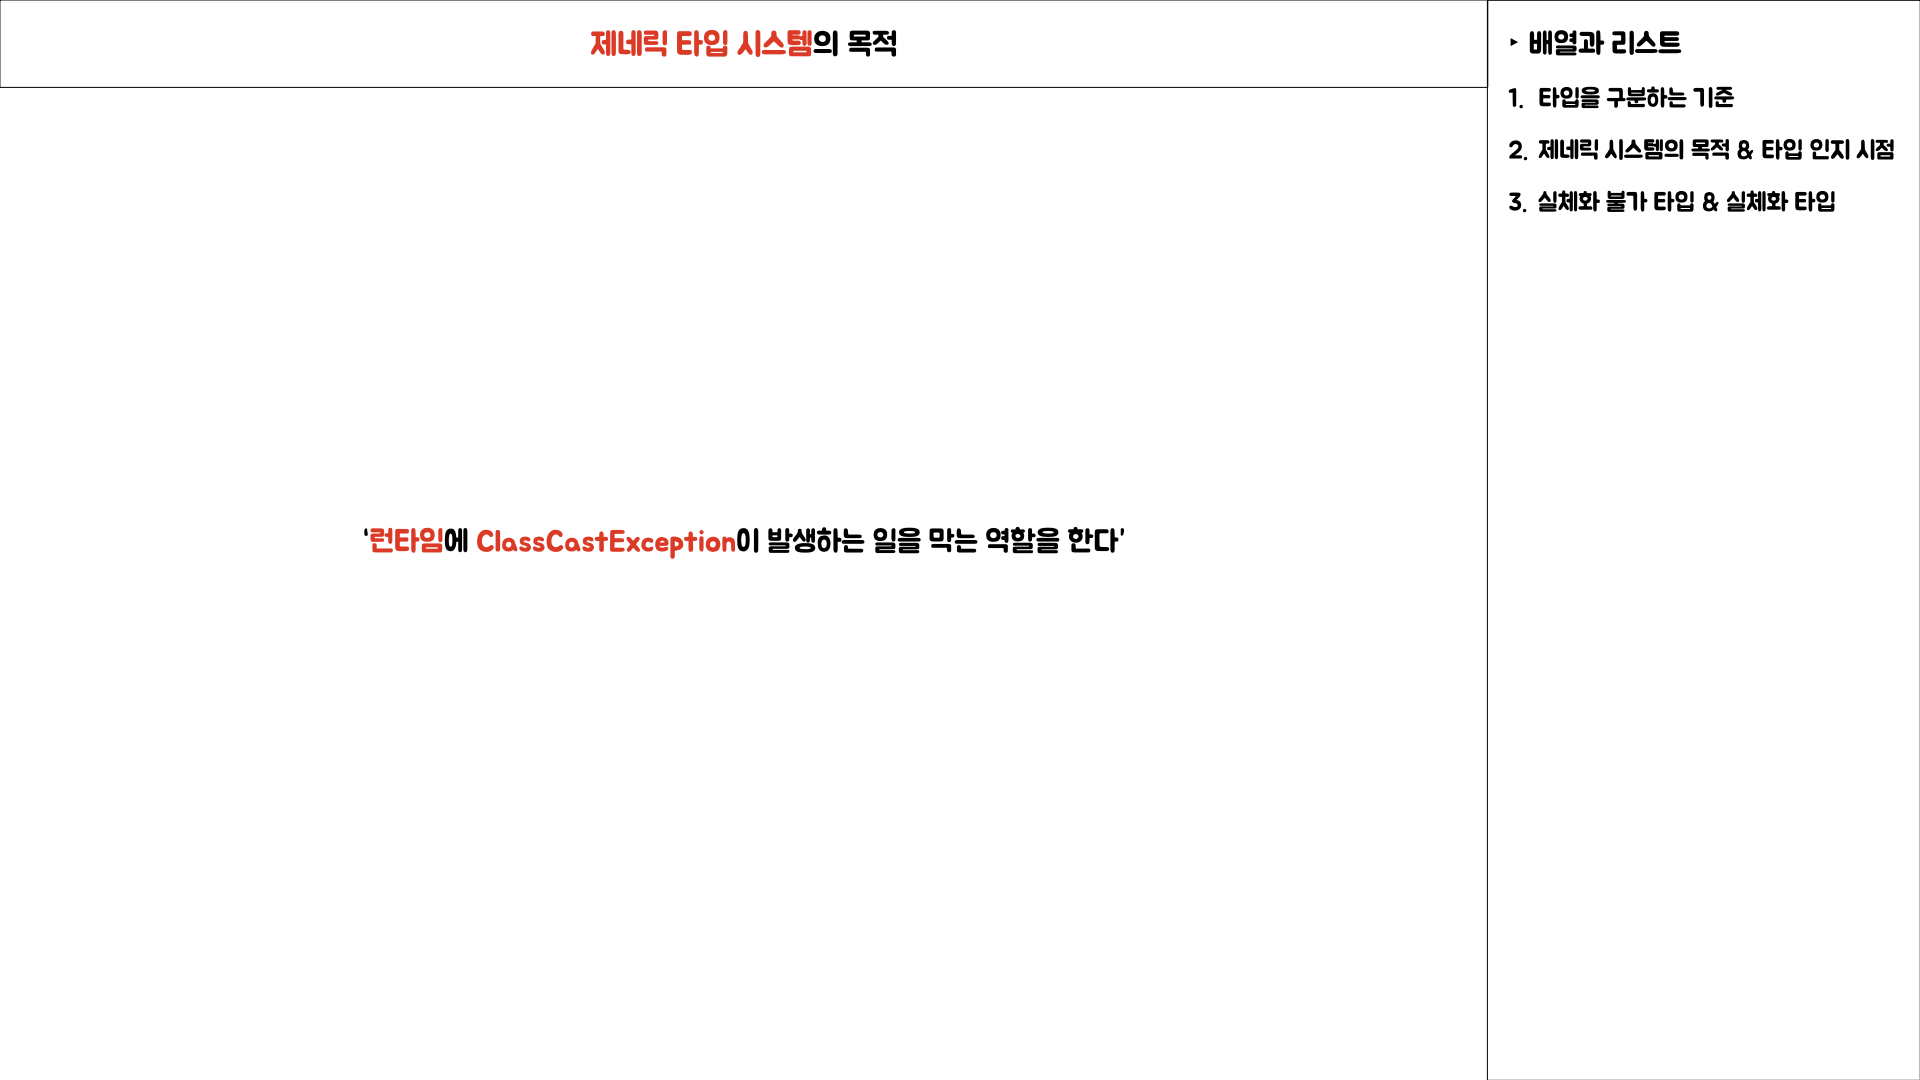 제네릭 타입 시스템의 목적
'런타임에 ClassCastException이 발생하는 일을 막는 역할을 한다'
‣ 배열과 리스트
1. 타입을 구분하는 기준
2. 제네릭 시스템의 목적 & 타입 인지 시점
3. 실체화 불가 타입 & 실체화 타입